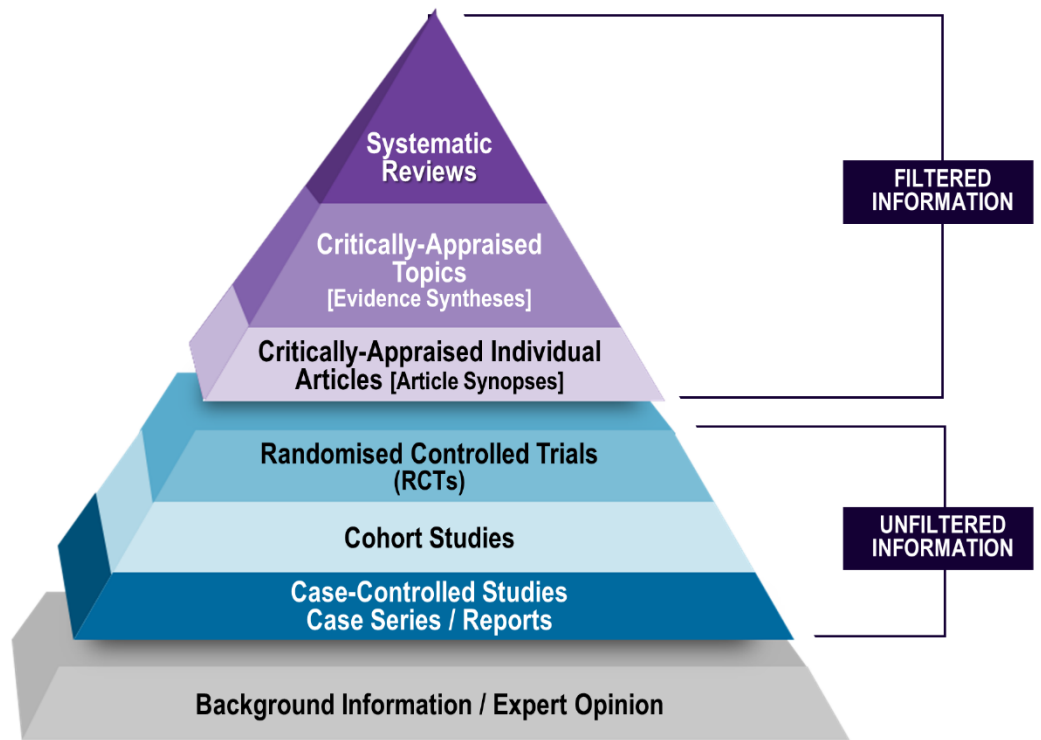 Systematic
Reviews
Critically-Appraised
Topics
[Evidence Syntheses]
Critically-Appraised Individual
Articles [Article Synopses]
FILTERED
INFORMATION
Randomised Controlled Trials
(RCTs)
Cohort Studies
Case-Controlled Studies
Case Series / Reports
UNFILTERED
INFORMATION
Background Information / Expert Opinion